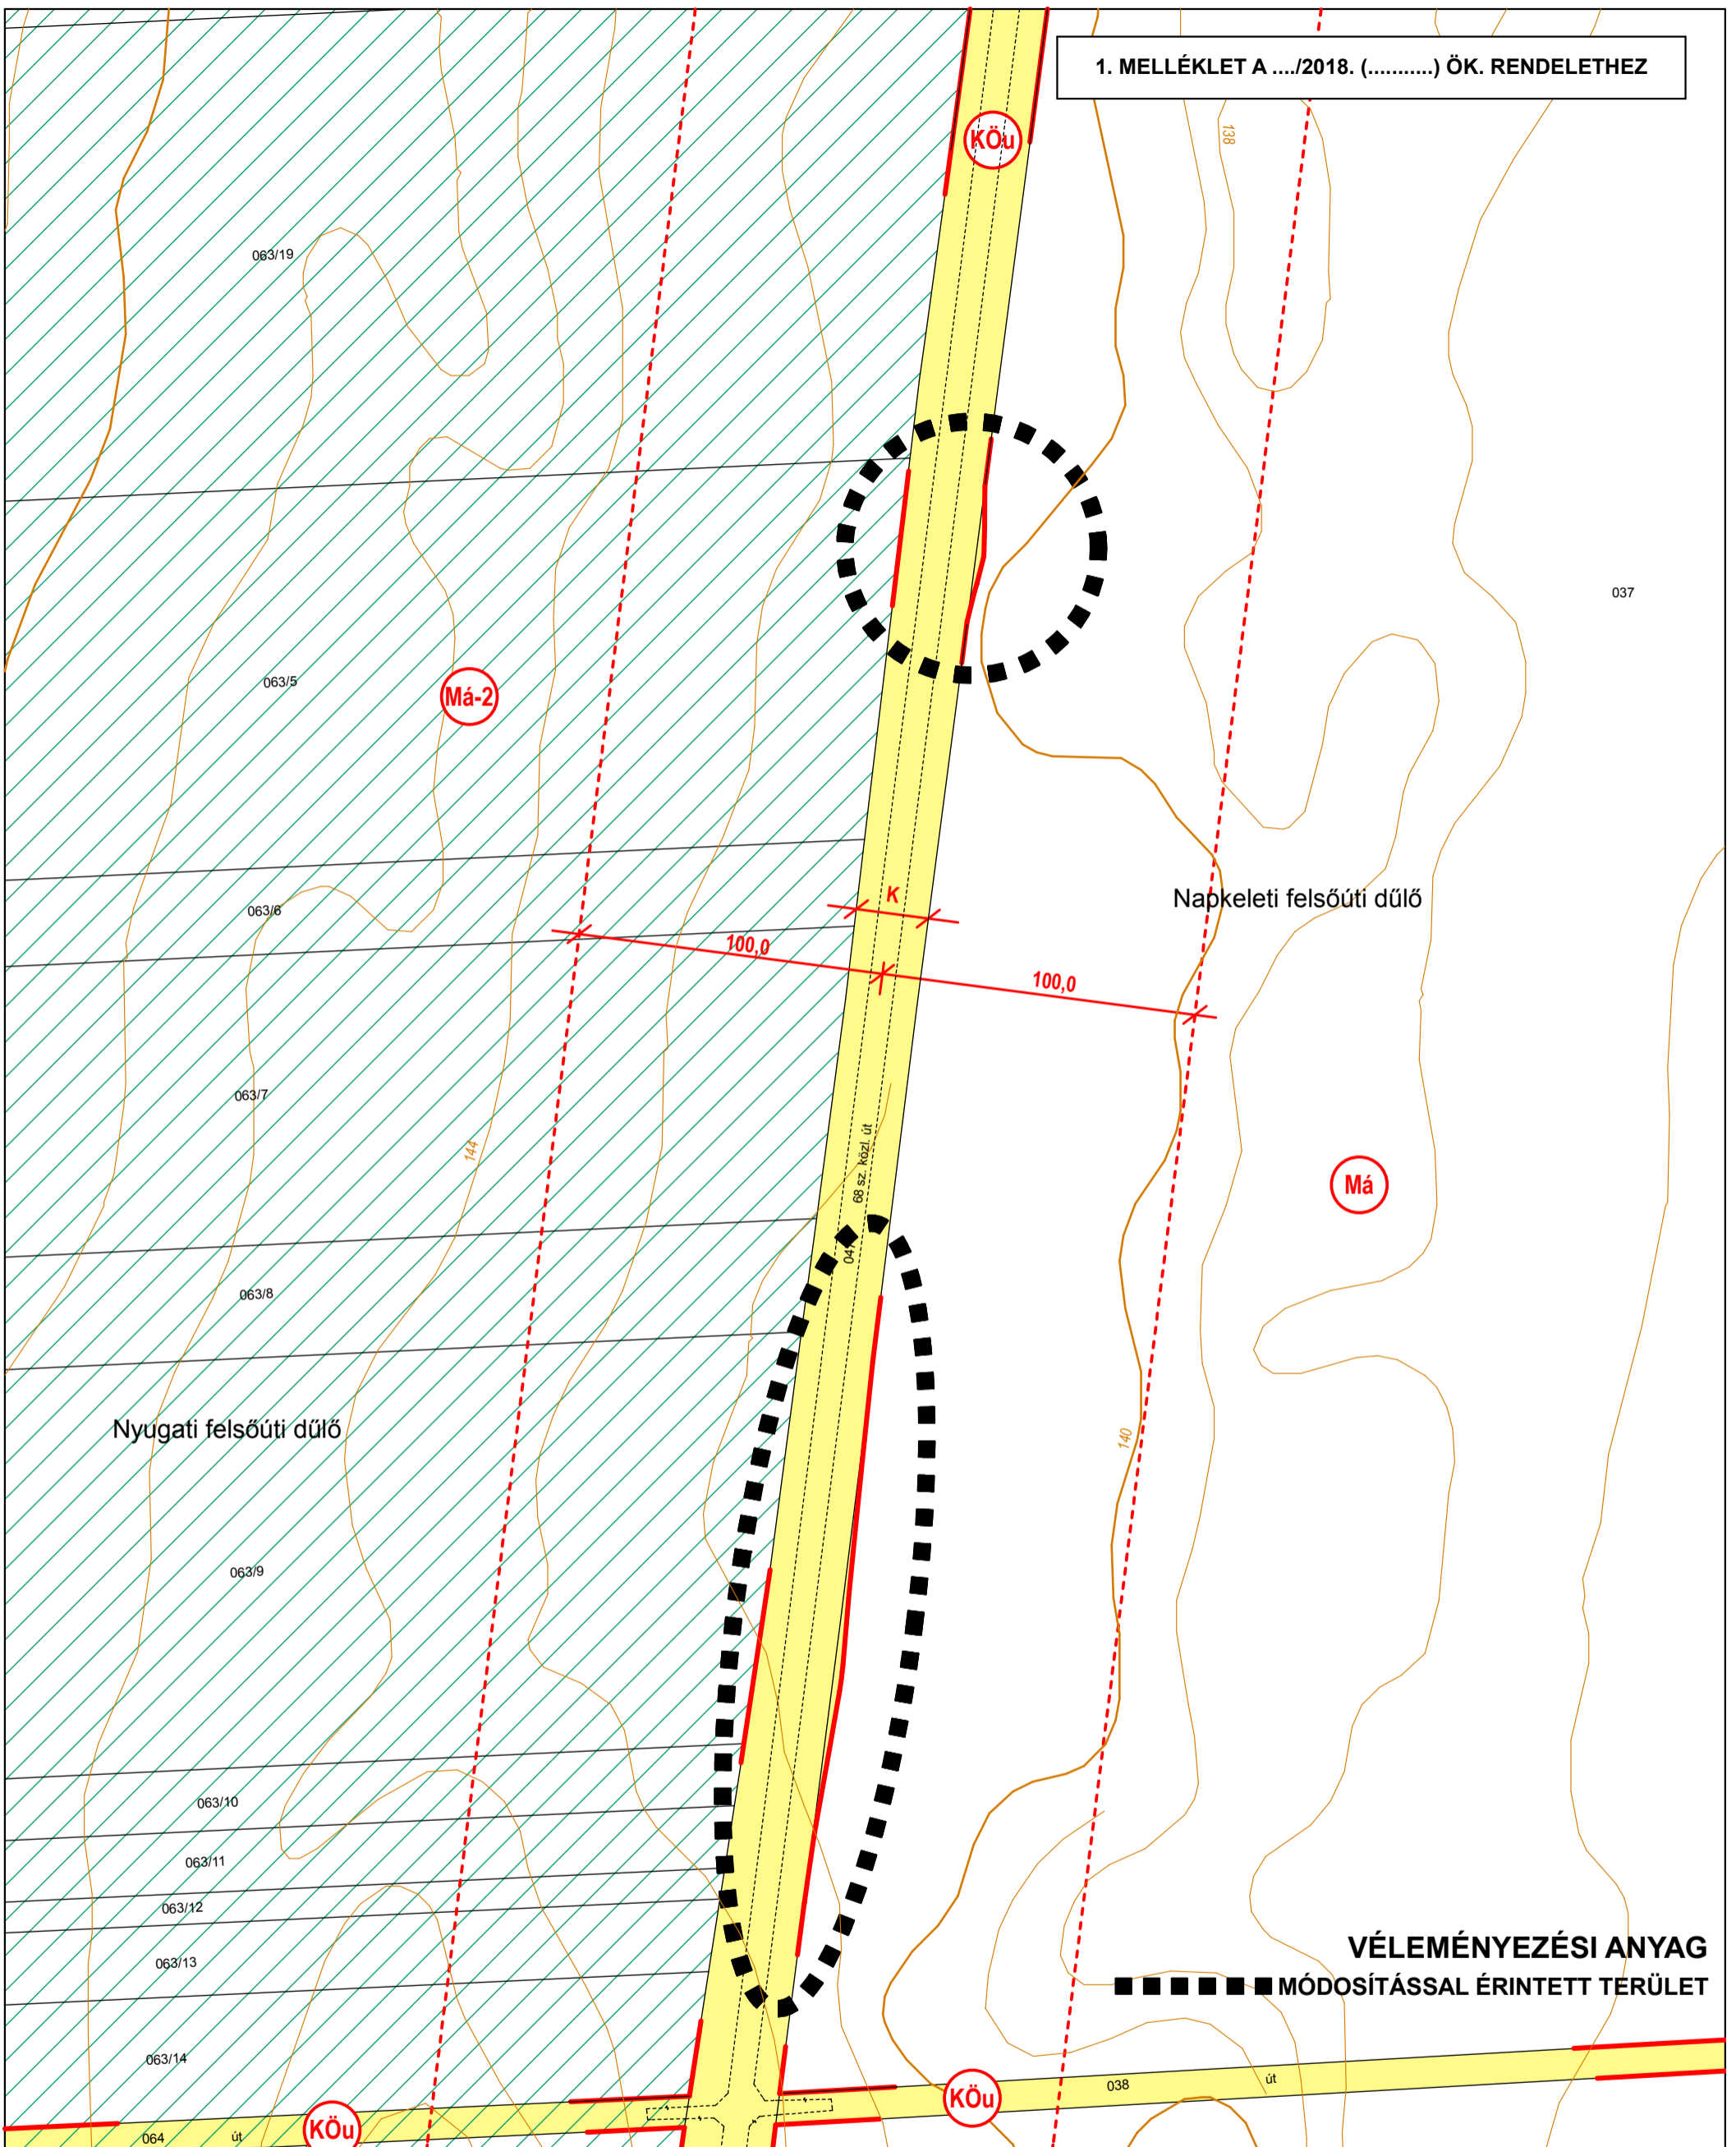 1. MELLÉKLET A ..../2018. (...........) ÖK. RENDELETHEZ
KÖu
138
063/19
037
063/5
Má-2
K
Napkeleti felsőúti dűlő
063/6
100,0
100,0
063/7
144
68 sz. közl. út
Má
063/8
Nyugati felsőúti dűlő
140
063/9
063/10
063/11
063/12
VÉLEMÉNYEZÉSI ANYAG
063/13
MÓDOSÍTÁSSAL ÉRINTETT TERÜLET
063/14
038
út
KÖu
KÖu
064
út